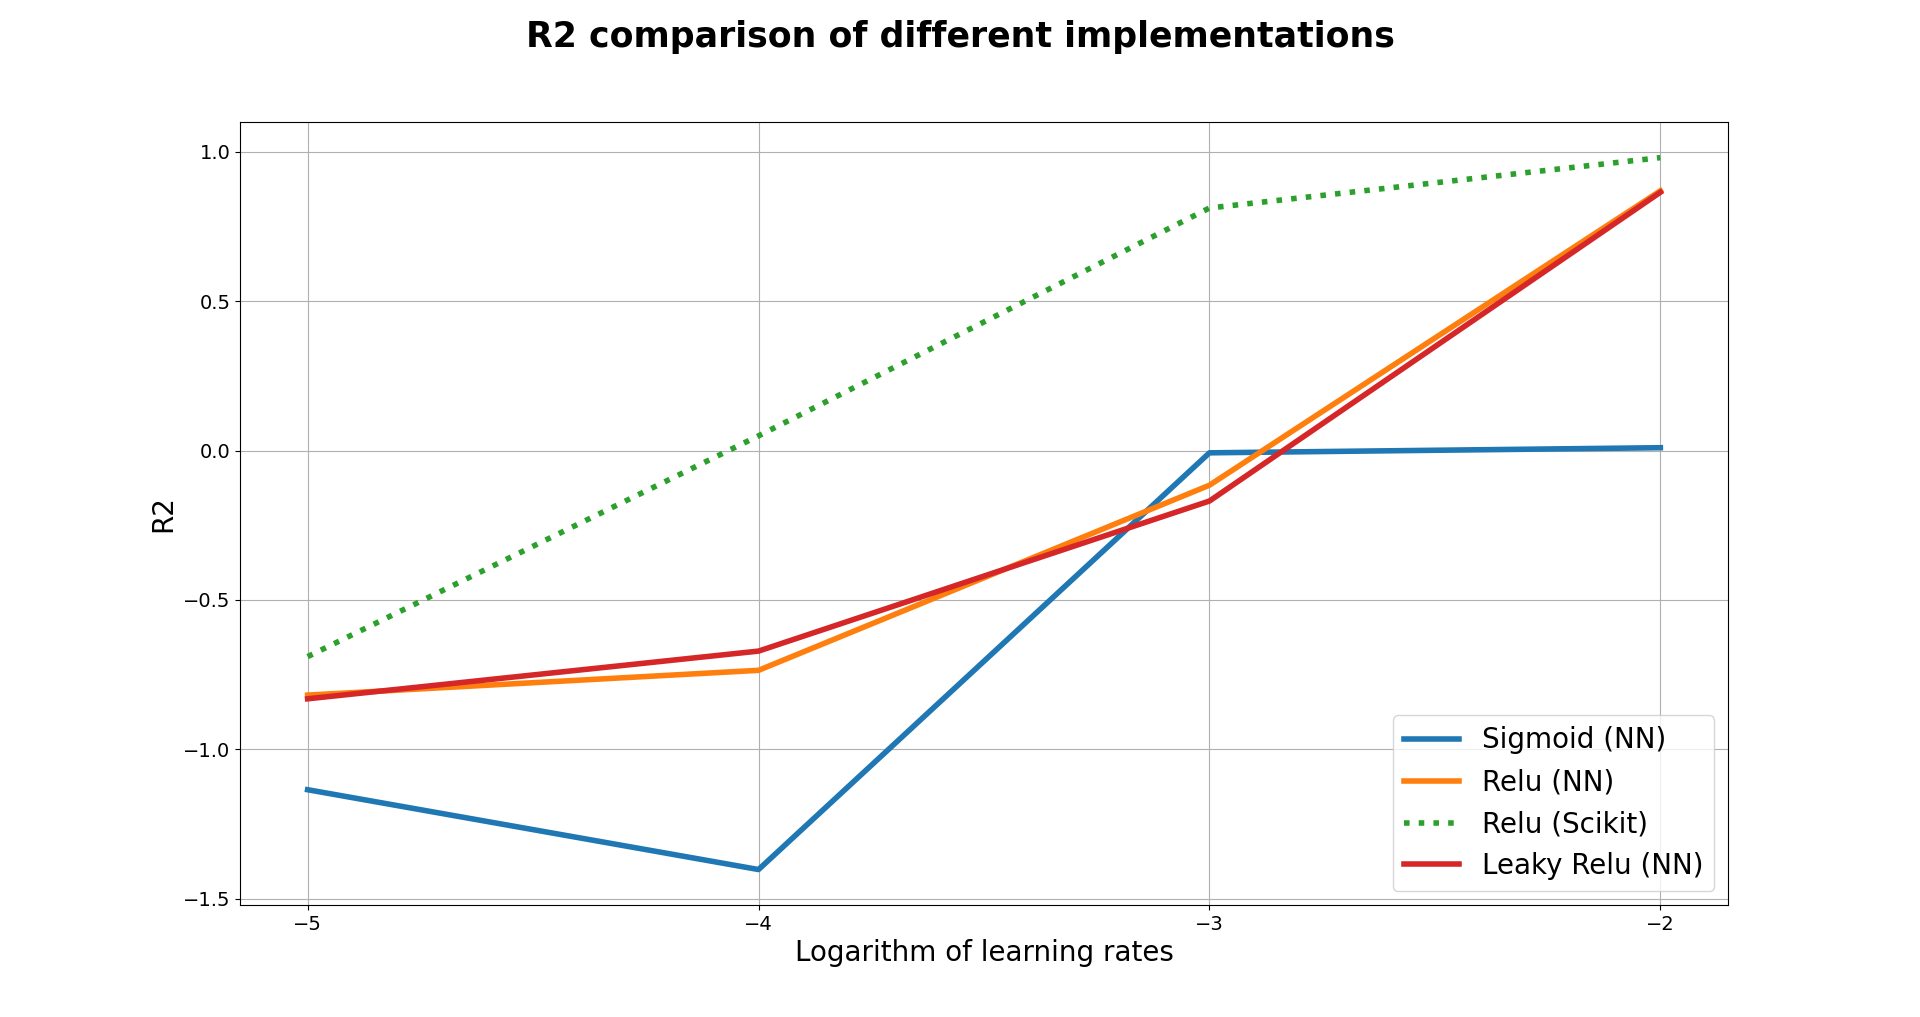 R2 comparison of different implementations
1.0
0.5
0.0
−0.5
−1.0
−1.5
R2
−5
−4
−3
−2
Logarithm of learning rates
Sigmoid (NN)
Relu (NN)
Relu (Scikit)
Leaky Relu (NN)